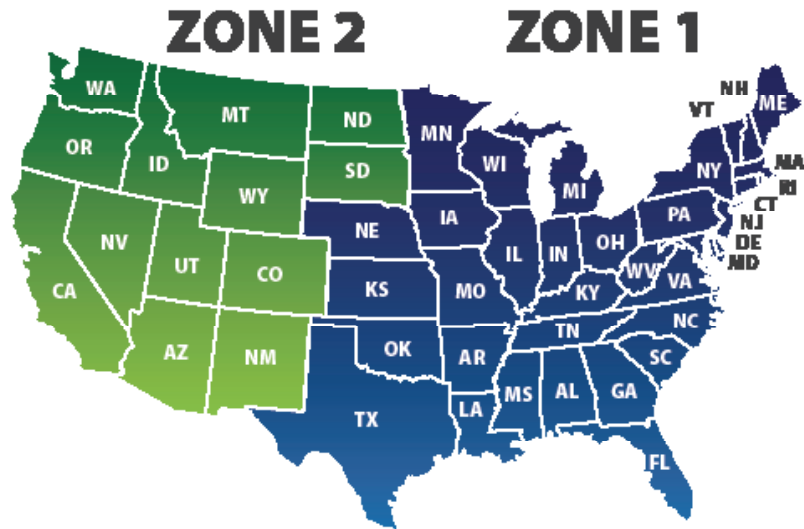 ZONE 2 ZONE 1
WA
MT
ND
MN
OR
ID
WY
SD
WI
MI
NH
VT
ME
NY
MA
RI
CT
NJ
DE
MD
PA
NV
UT
CO
NE
IA
IL
IN
OH
WV
VA
CA
KS
MO
KY
NC
TN
AZ
NM
OK
AR
SC
TX
LA
MS
AL
GA
FL